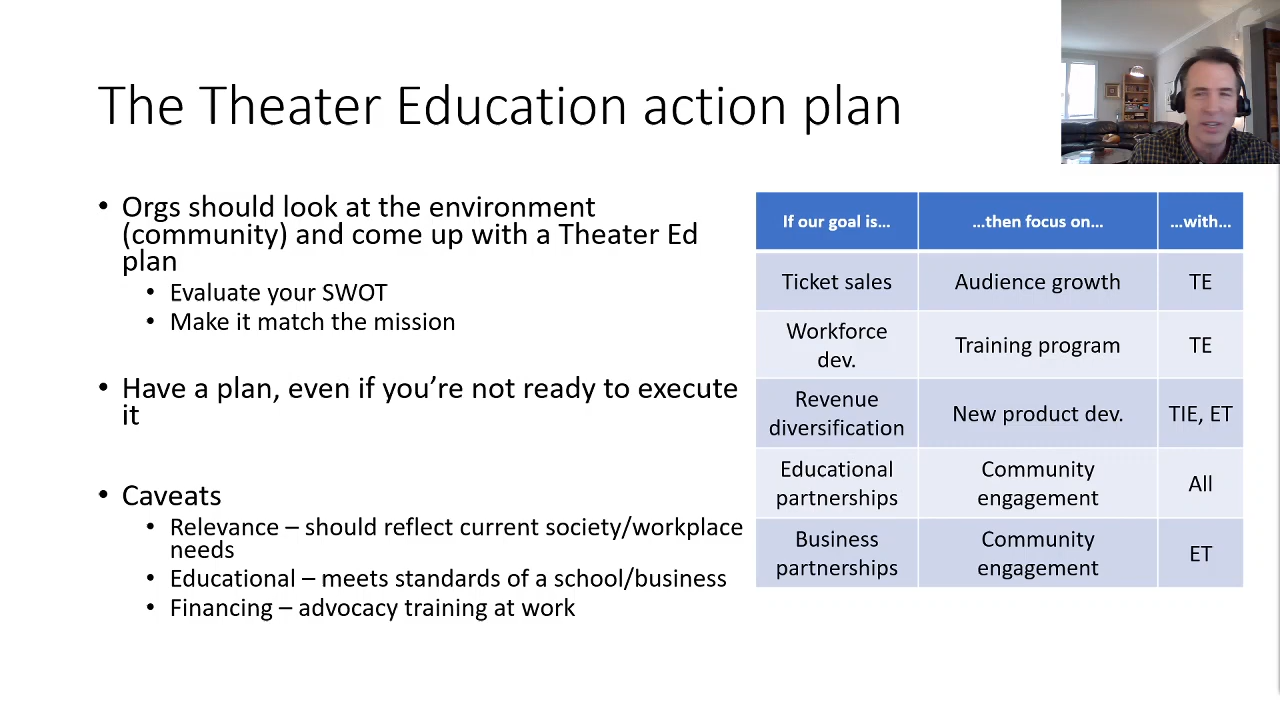 The Theater Education action plan
• Orgs should look at the environment
(community) and come up with a Theater Ed
plan
• Evaluate your SWOT
• Make it match the mission
• Have a plan, even if you’re not ready to execute
it
• Caveats
• Relevance – should reflect current society/workplace
needs
• Educational – meets standards of a school/business
• Financing – advocacy training at work
If our goal is... ...then focus on... ...with...
Ticket sales Audience growth TE
Workforce
dev. Training program TE
Revenue
diversification New product dev. TIE, ET
Educational
partnerships Community
engagement All
Business
partnerships Community
engagement ET